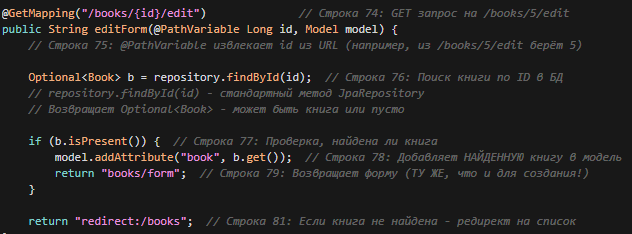 @GetMapping("/books/{id}/edit") // Строка 74: GET запрос на /books/5/edit
public String editForm(@PathVariable Long id, Model model) {
// Строка 75: @PathVariable извлекает id из URL (например, из /books/5/edit берём 5)
Optional<Book> b = repository.findById(id); // Строка 76: Поиск книги по ID в БД
// repository.findById(id) - стандартный метод JpaRepository
// Возвращает Optional<Book> - может быть книга или пусто
if (b.isPresent()) { // Строка 77: Проверка, найдена ли книга
model.addAttribute("book", b.get()); // Строка 78: Добавляет НАЙДЕННУЮ книгу в модель
return "books/form"; // Строка 79: Возвращает форму (ТУ ЖЕ, что и для создания!)
}
return "redirect:/books"; // Строка 81: Если книга не найдена - редирект на список